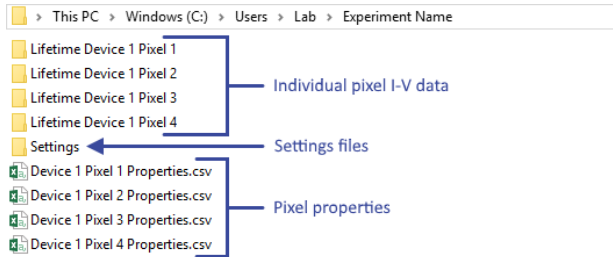 This PC > Windows (C:) > Users > Lab > Experiment Name
Lifetime Device 1 Pixel 1
Lifetime Device 1 Pixel 2
Lifetime Device 1 Pixel 3
Lifetime Device 1 Pixel 4
Individual pixel I-V data
Settings
Settings files
Device 1 Pixel 1 Properties.csv
Device 1 Pixel 2 Properties.csv
Device 1 Pixel 3 Properties.csv
Device 1 Pixel 4 Properties.csv
Pixel properties